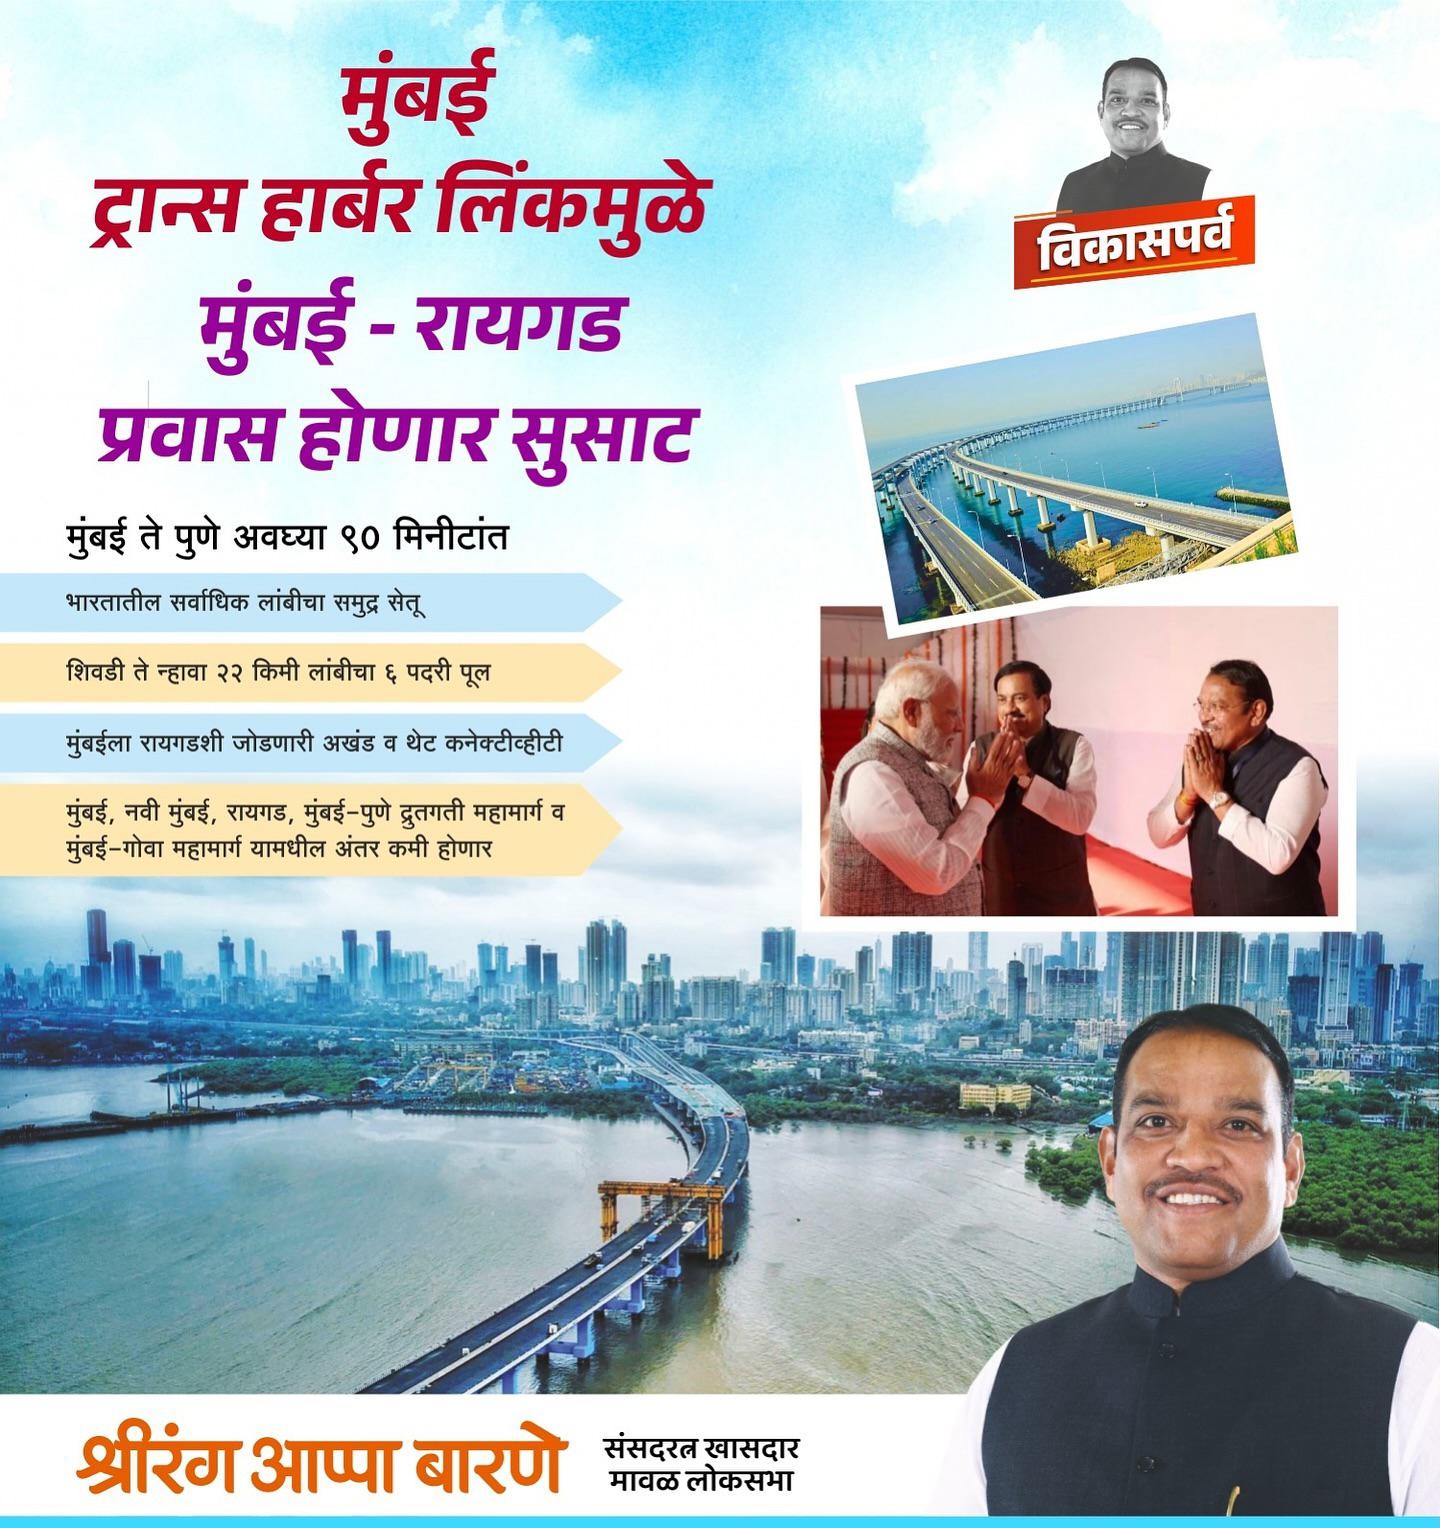 मुंबई
ट्रान्स हार्बर लिंकमुळे
मुंबई - रायगड
प्रवास होणार सुसाट
विकासपर्व
मुंबई ते पुणे अवघ्या ९० मिनीटांत
भारतातील सर्वाधिक लांबीचा समुद्र सेतू
शिवडी ते न्हावा २२ किमी लांबीचा ६ पदरी पूल
मुंबईला रायगडशी जोडणारी अखंड व थेट कनेक्टीव्हीटी
मुंबई, नवी मुंबई, रायगड, मुंबई-पुणे द्रुतगती महामार्ग व
मुंबई-गोवा महामार्ग यामधील अंतर कमी होणार
श्रीरंग आप्पा बारणे
संसदरत्न खासदार
मावळ लोकसभा